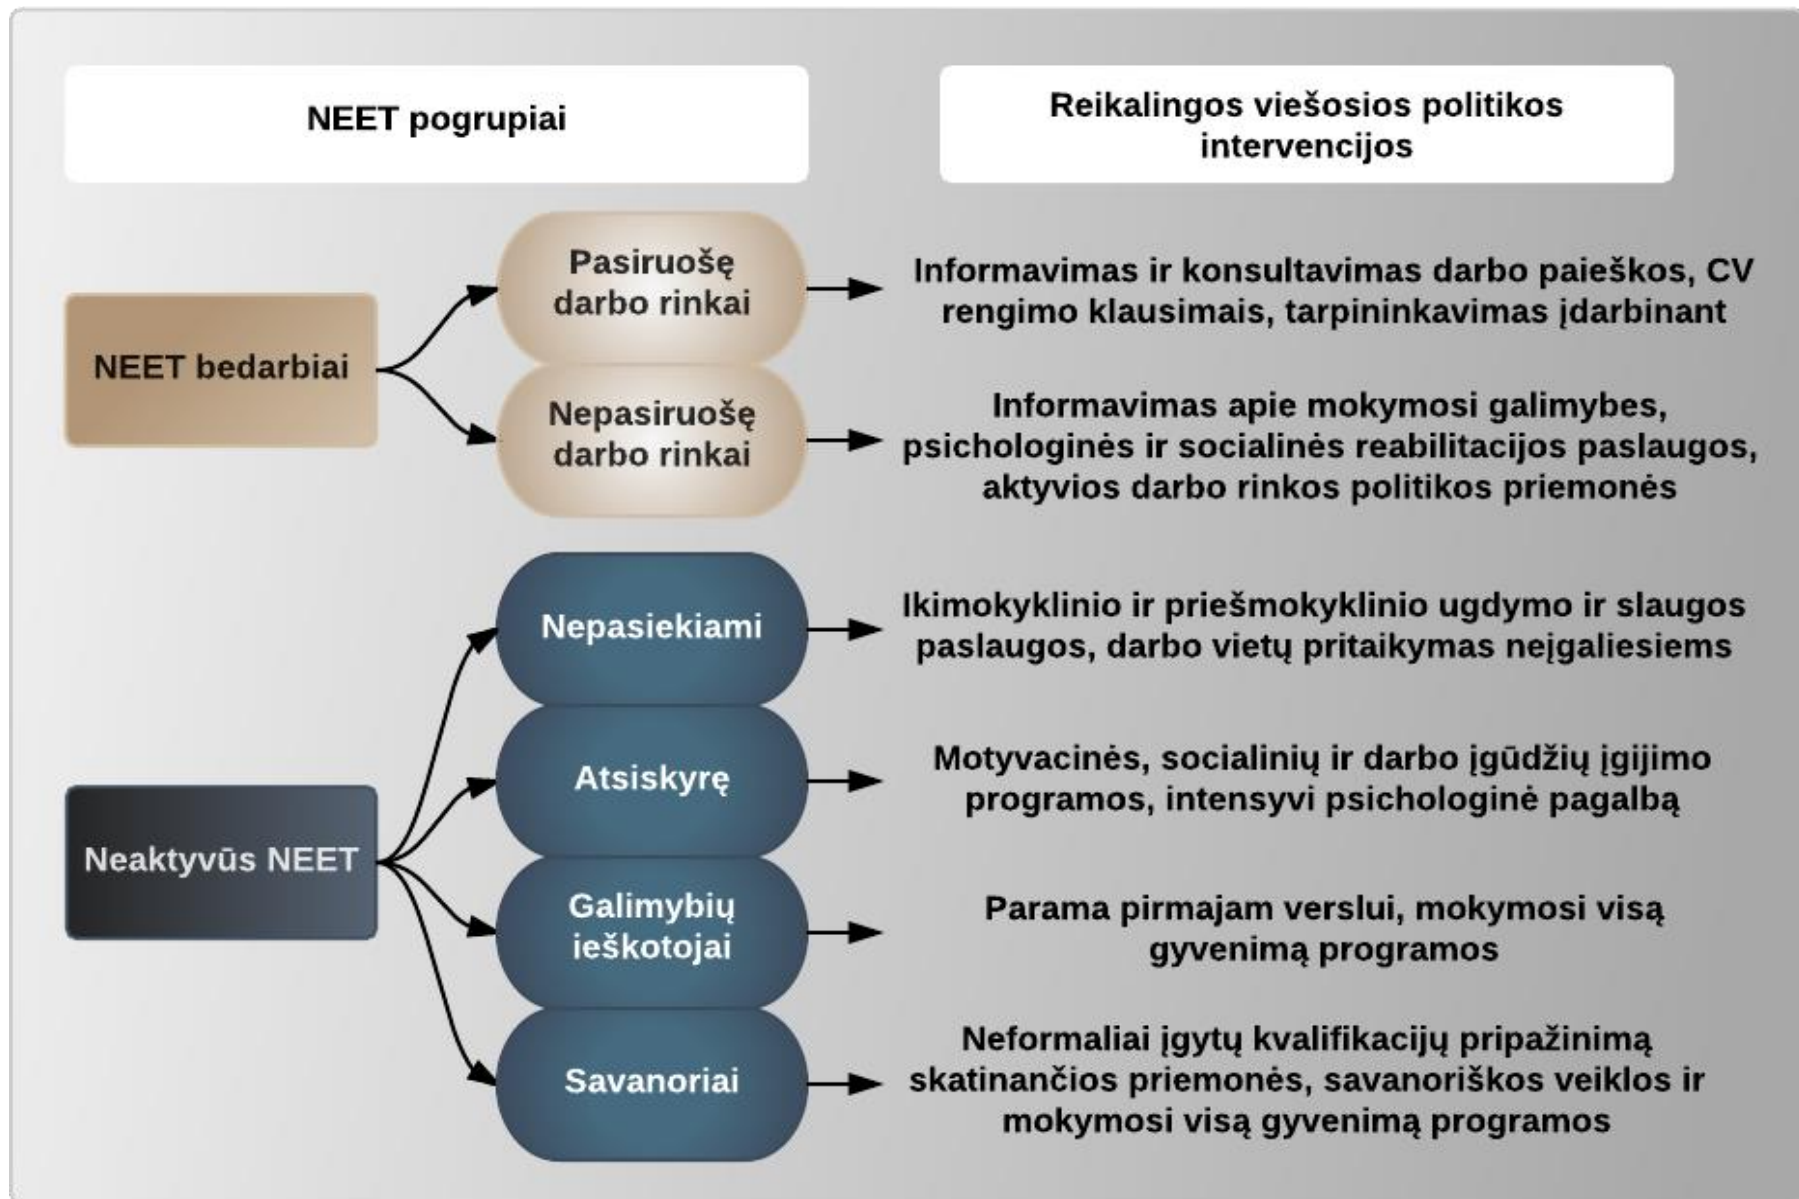 NEET pogrupiai
Reikalingos viešosios politikos
intervencijos
NEET bedarbiai
Pasiruošę
darbo rinkai
Informavimas ir konsultavimas darbo paieškos, CV
rengimo klausimais, tarpininkavimas įdarbinant
Nepasiruošę
darbo rinkai
Informavimas apie mokymosi galimybes,
psichologinės ir socialinės reabilitacijos paslaugos,
aktyvios darbo rinkos politikos priemonės
Neaktyvūs NEET
Nepasiekiami
Ikimokyklinio ir priešmokyklinio ugdymo ir slaugos
paslaugos, darbo vietų pritaikymas neįgaliesiems
Atsiskyrę
Motyvacinės, socialinių ir darbo įgūdžių įgijimo
programos, intensyvi psichologinė pagalbą
Galimybių
ieškotojai
Parama pirmajam verslui, mokymosi visą
gyvenimą programos
Savanoriai
Neformaliai įgytų kvalifikacijų pripažinimą
skatinančios priemonės, savanoriškos veiklos ir
mokymosi visą gyvenimą programos